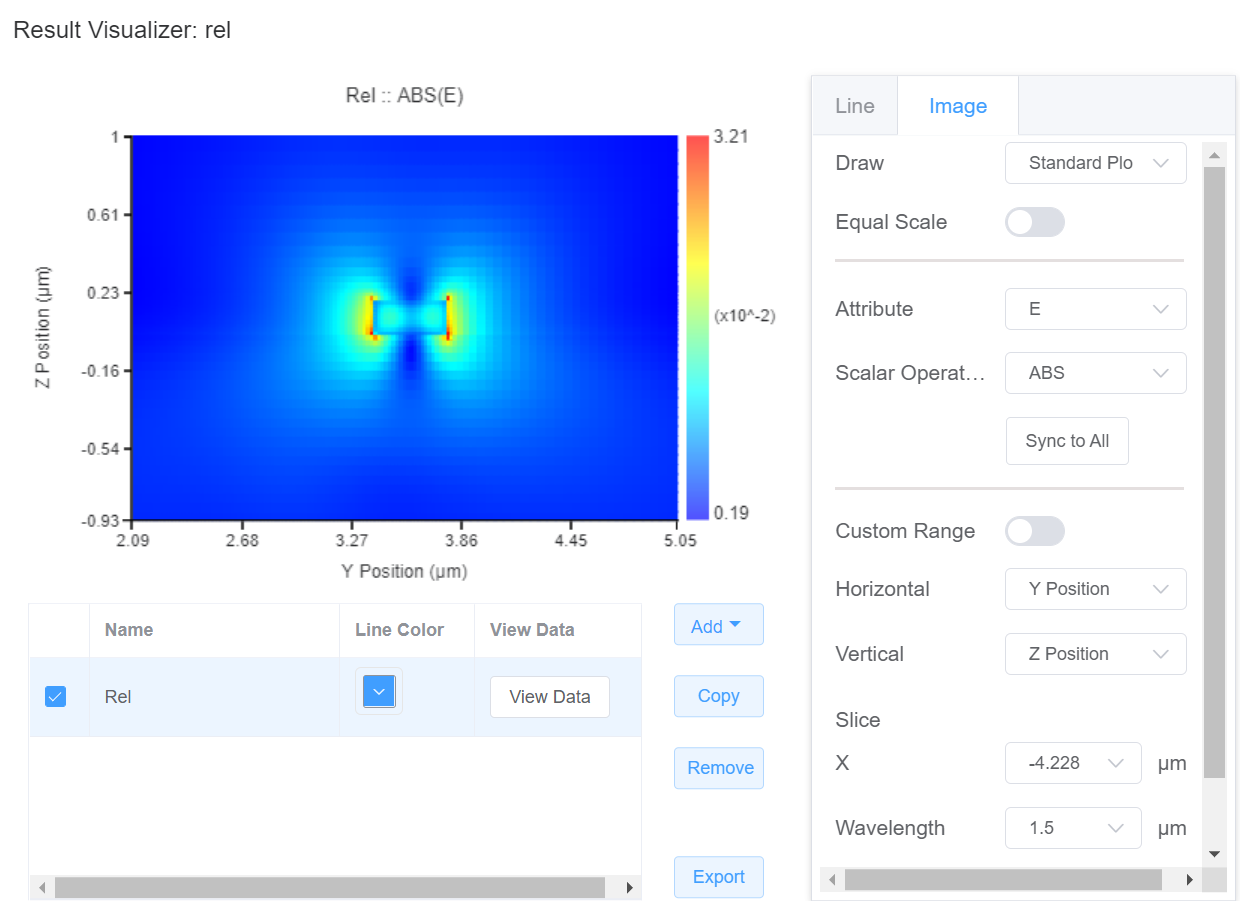 Result Visualizer: rel
Rel :: ABS(E)
1
0.61
0.23
-0.16
-0.54
-0.93
Z Position (μm)
2.09 2.68 3.27 3.86 4.45 5.05
Y Position (μm)
3.21
(x10^-2)
0.19
Name Line Color View Data
Rel View Data
Add
Copy
Remove
Export
Line Image
Draw Standard Plo
Equal Scale
Attribute E
Scalar Operat... ABS
Sync to All
Custom Range
Horizontal Y Position
Vertical Z Position
Slice
X -4.228 μm
Wavelength 1.5 μm